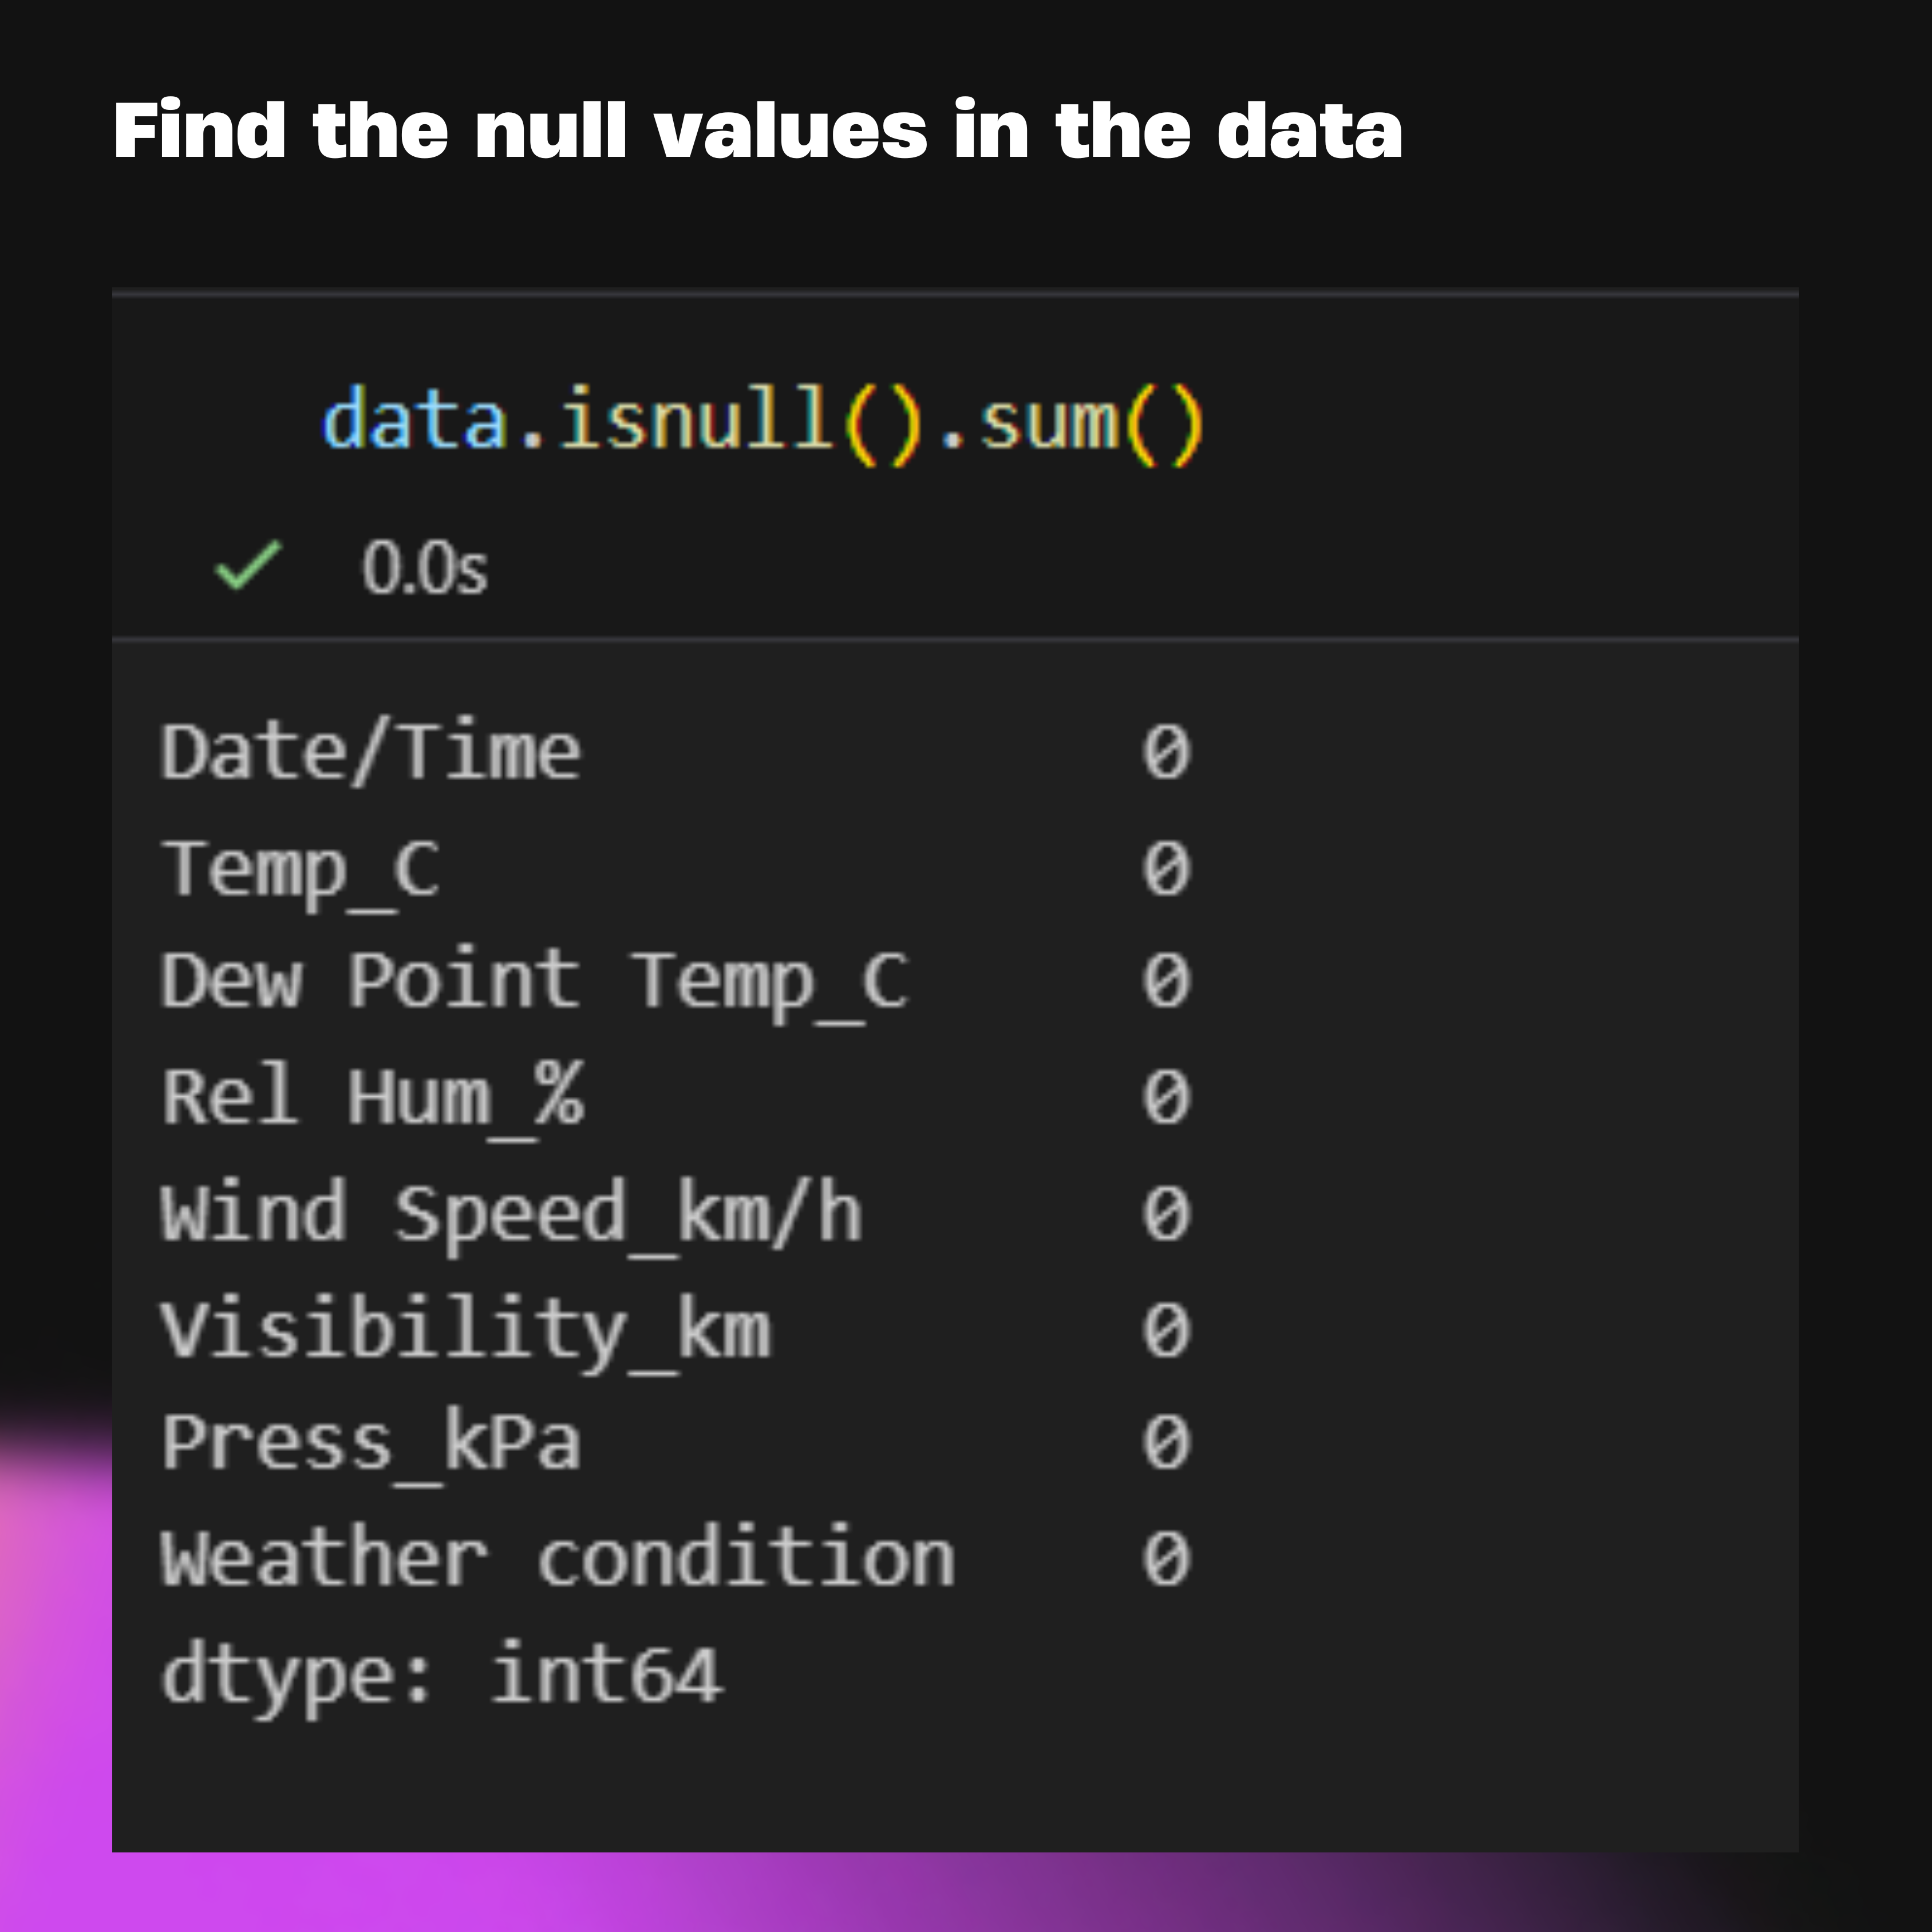 Find the null values in the data
data.isnull().sum()
✓ 0.0s
Date/Time 0
Temp_C 0
Dew Point Temp_C 0
Rel Hum_% 0
Wind Speed_km/h 0
Visibility_km 0
Press_kPa 0
Weather condition 0
dtype: int64